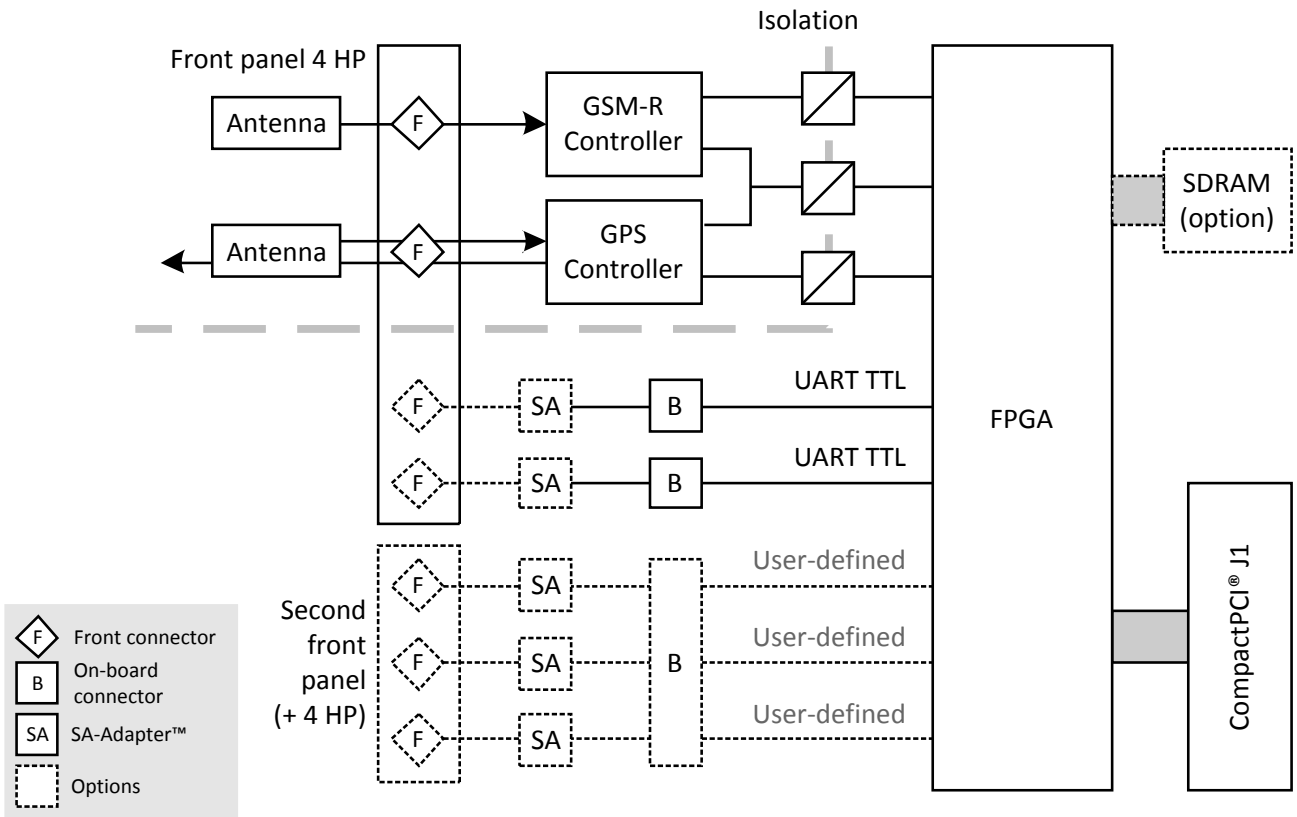 Isolation
Front panel 4 HP
Antenna
F
GSM-R
Controller
SDRAM
(option)
Antenna
F
GPS
Controller
UART TTL
F
SA
B
FPGA
UART TTL
F
SA
B
User-defined
F
SA
Second
front
panel
(+ 4 HP)
User-defined
F
SA
B
User-defined
F
SA
CompactPCI® J1
F
Front connector
B
On-board
connector
SA
SA-Adapter™
Options